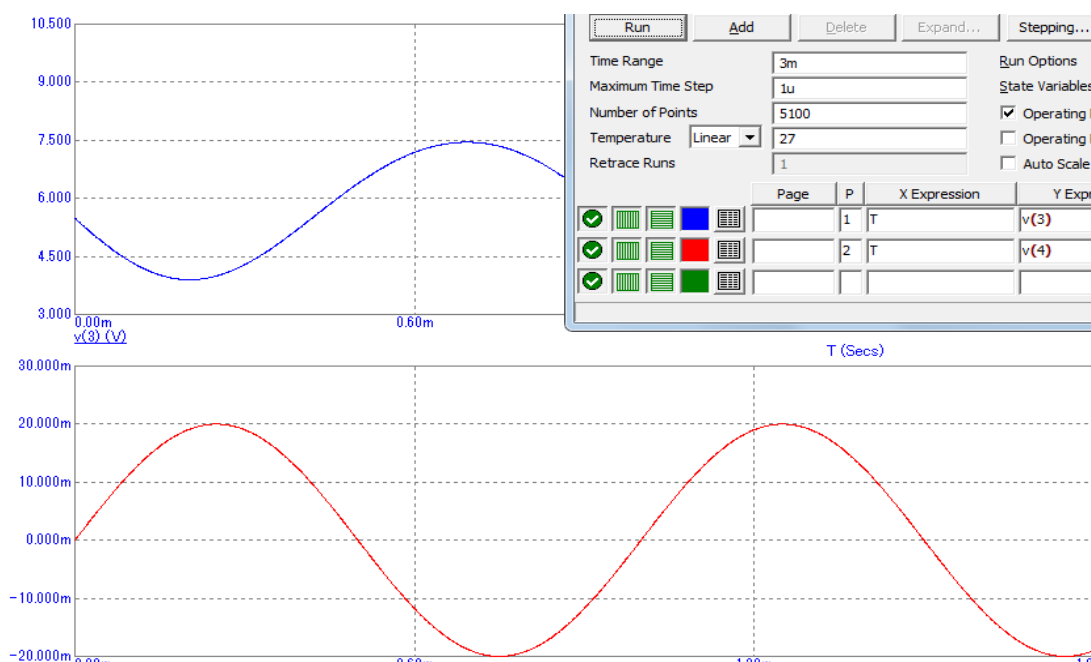 10.500
9.000
7.500
6.000
4.500
3.000
0.00m 0.60m
v(3) (V)
Run Add Delete Expand... Stepping...
Time Range 3m Run Options
Maximum Time Step 1u State Variables
Number of Points 5100 Operating
Temperature Linear 27 Operating
Retrace Runs 1 Auto Scale
Page P X Expression Y Expr
1 T v(3)
2 T v(4)
T (Secs)
30.000m
20.000m
10.000m
0.000m
-10.000m
-20.000m